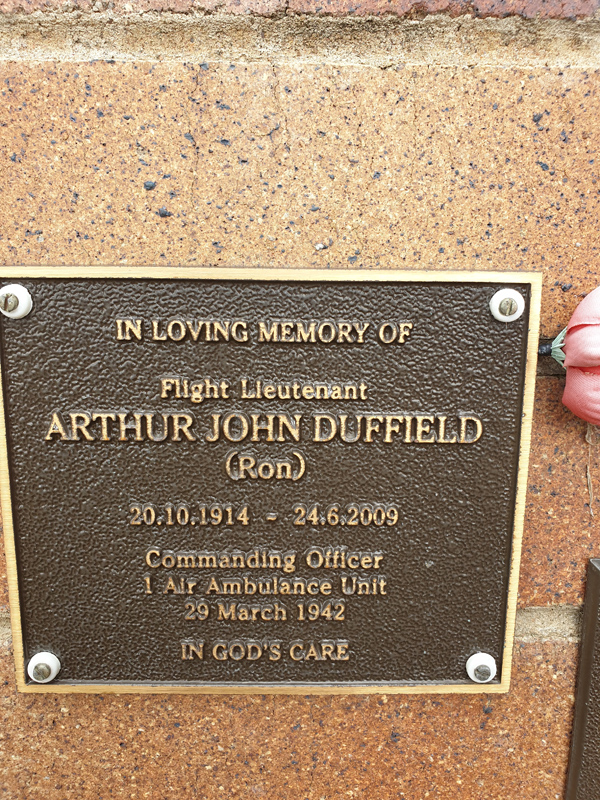 IN LOVING MEMORY OF
Flight Lieutenant
ARTHUR JOHN DUFFIELD
(Ron)
20.10.1914 - 24.6.2009
Commanding Officer
1 Air Ambulance Unit
29 March 1942
IN GOD'S CARE